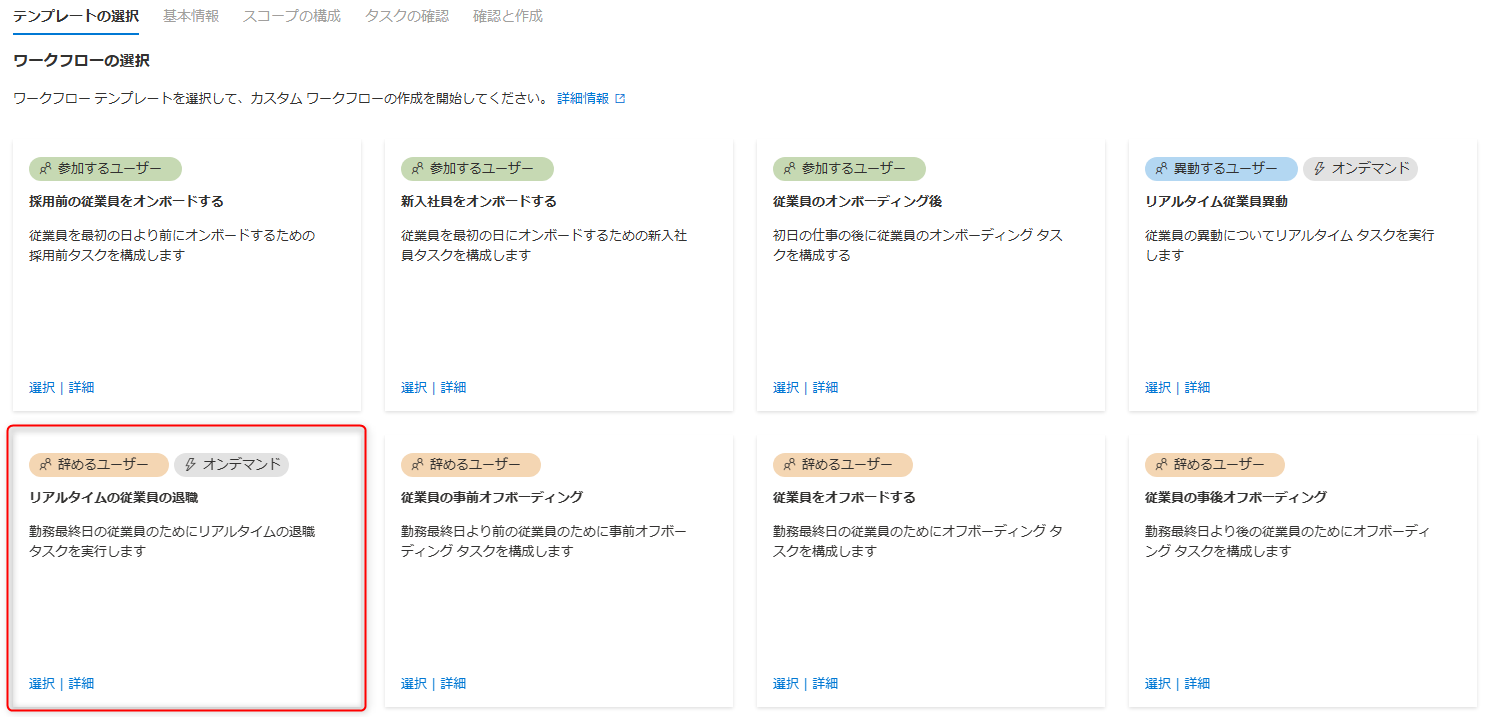 テンプレートの選択 基本情報 スコープの構成 タスクの確認 確認と作成
ワークフローの選択
ワークフロー テンプレートを選択して、カスタム ワークフローの作成を開始してください。 詳細情報
参加するユーザー
採用前の従業員をオンボードする
従業員を最初の日より前にオンボードするための
採用前タスクを構成します
選択 | 詳細
参加するユーザー
新入社員をオンボードする
従業員を最初の日にオンボードするための新入社
員タスクを構成します
選択 | 詳細
参加するユーザー
従業員のオンボーディング後
初日の仕事の後に従業員のオンボーディング タス
クを構成する
選択 | 詳細
異動するユーザー オンデマンド
リアルタイム従業員異動
従業員の異動についてリアルタイム タスクを実行
します
選択 | 詳細
辞めるユーザー オンデマンド
リアルタイムの従業員の退職
勤務最終日の従業員のためにリアルタイムの退職
タスクを実行します
選択 | 詳細
辞めるユーザー
従業員の事前オフボーディング
勤務最終日より前の従業員のために事前オフボー
ディング タスクを構成します
選択 | 詳細
辞めるユーザー
従業員をオフボードする
勤務最終日の従業員のためにオフボーディング タ
スクを構成します
選択 | 詳細
辞めるユーザー
従業員の事後オフボーディング
勤務最終日より後の従業員のためにオフボーディ
ング タスクを構成します
選択 | 詳細